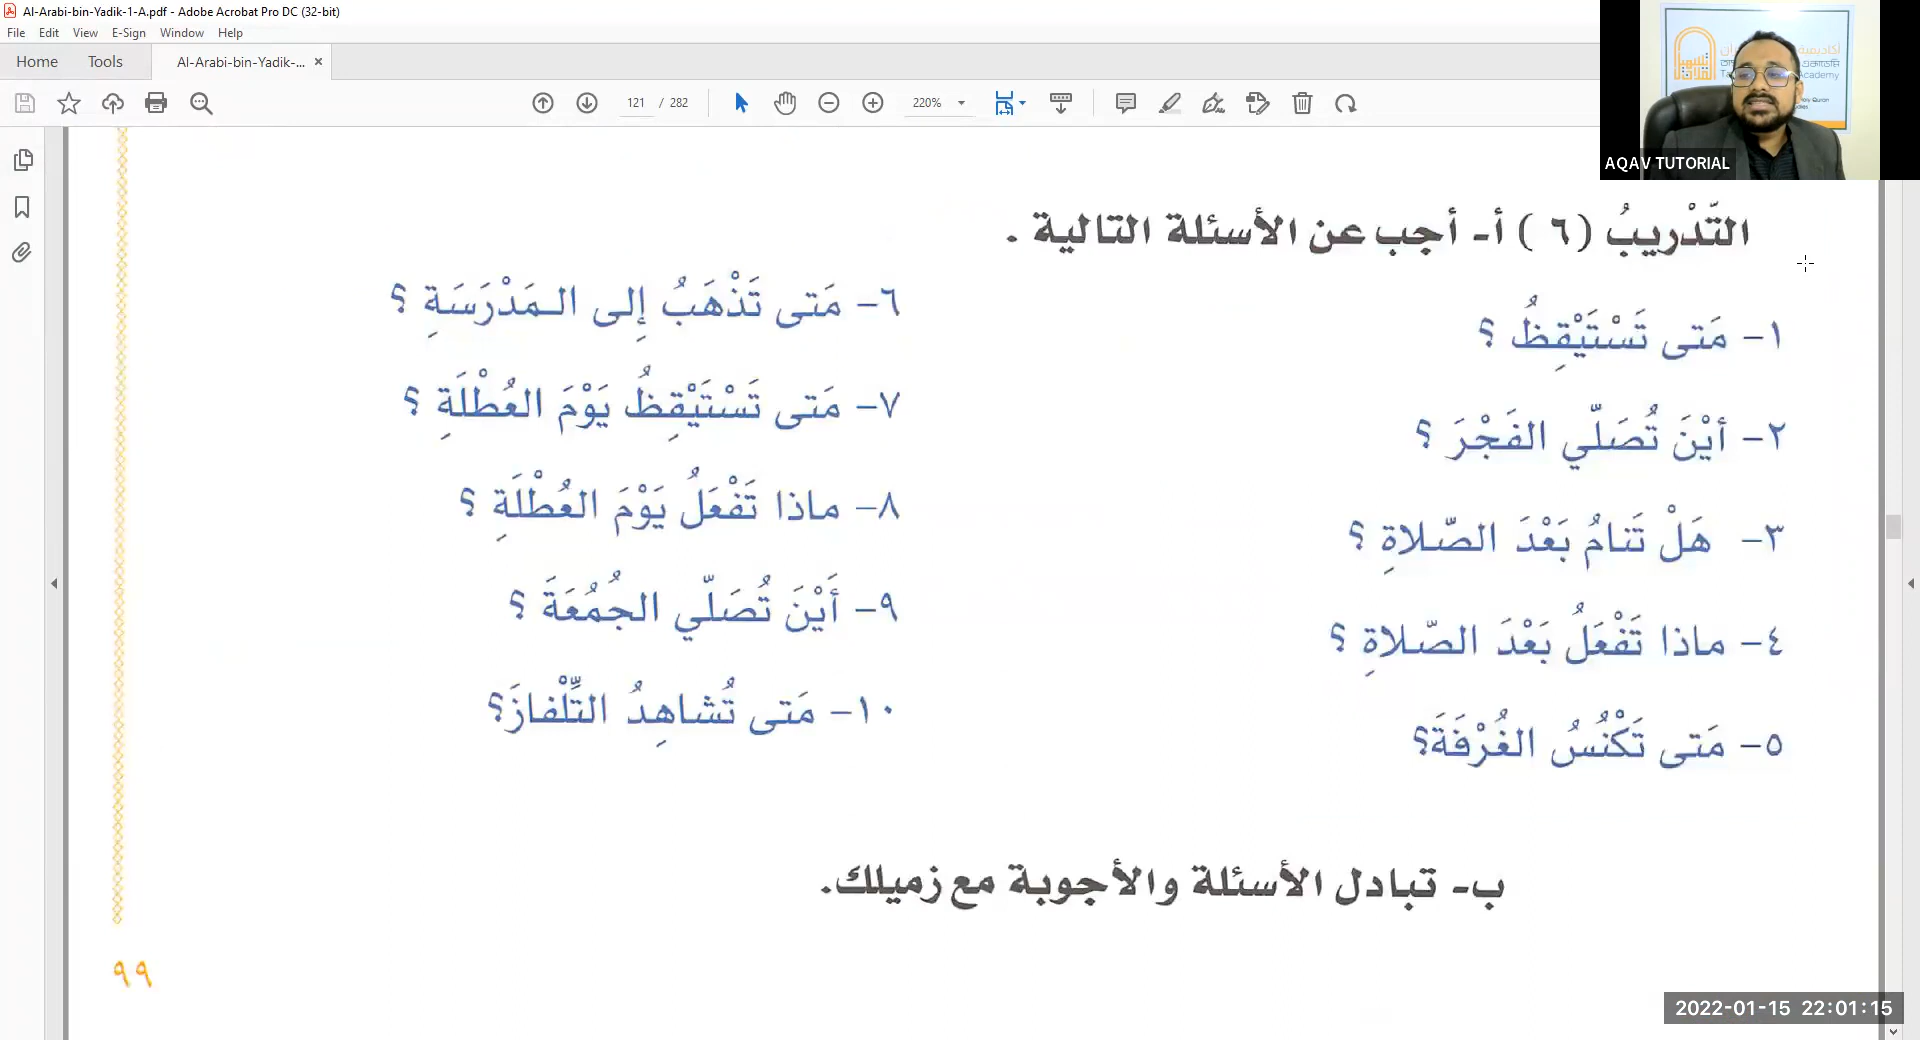 Al-Arabi-bin-Yadik-1-A.pdf - Adobe Acrobat Pro DC (32-bit)
File Edit View E-Sign Window Help
Home Tools Al-Arabi-bin-Yadik-... ×
121 / 282 220%
Academy
AQAV TUTORIAL
التّدْريبُ (٦) أ- أجب عن الأسئلة التالية .
١- مَتى تَسْتَيْقِظُ ؟
٢- أيْنَ تُصَلّي الفَجْرَ ؟
٣- هَلْ تَنامُ بَعْدَ الصّلاةِ ؟
٤- ماذا تَفْعَلُ بَعْدَ الصّلاةِ ؟
٥- مَتى تَكْنُسُ الغُرْفَةَ؟
٦- مَتى تَذْهَبُ إِلى الـمَدْرَسَةِ ؟
٧- مَتى تَسْتَيْقِظُ يَوْمَ العُطْلَةِ ؟
٨- ماذا تَفْعَلُ يَوْمَ العُطْلَةِ ؟
٩- أَيْنَ تُصَلّي الجُمُعَةَ ؟
١٠- مَتى تُشاهِدُ التِّلْفازَ؟
ب- تبادل الأسئلة والأجوبة مع زميلك.
٩٩
2022-01-15 22:01:15